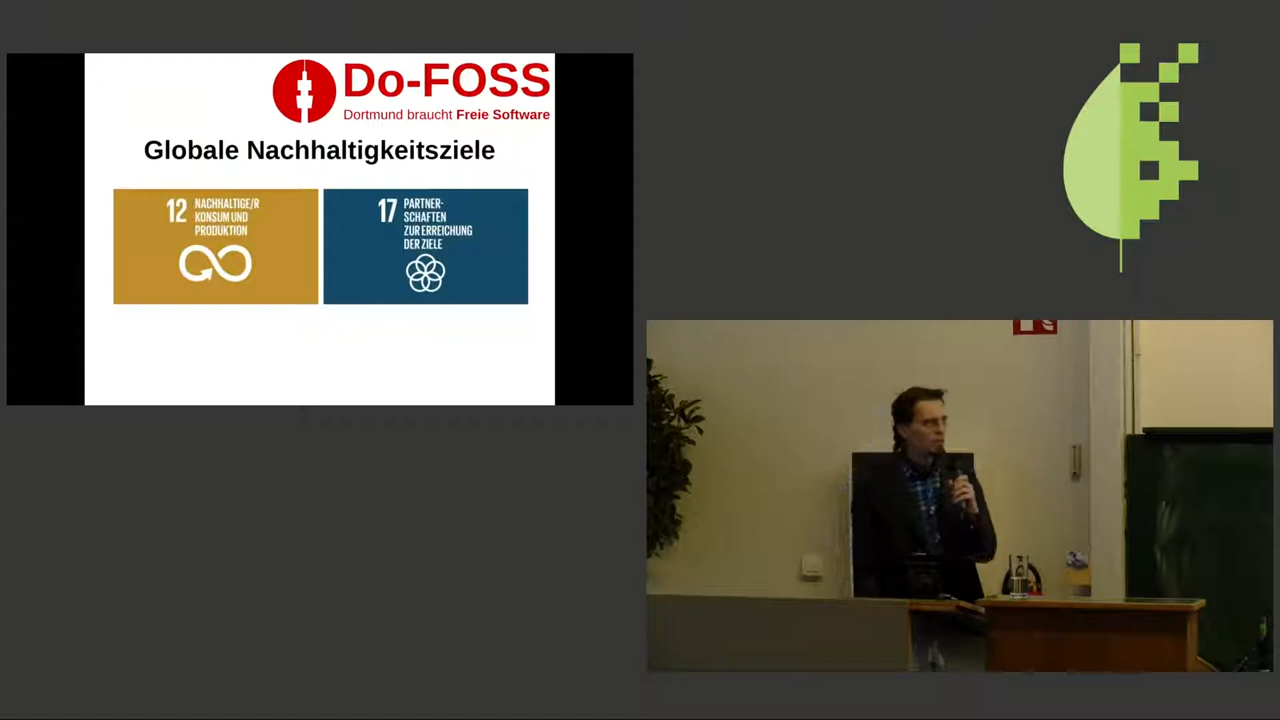 Do-FOSS
Dortmund braucht Freie Software
Globale Nachhaltigkeitsziele
12 NACHHALTIGE/R
KONSUM UND
PRODUKTION
17 PARTNER-
SCHAFTEN
ZUR ERREICHUNG
DER ZIELE